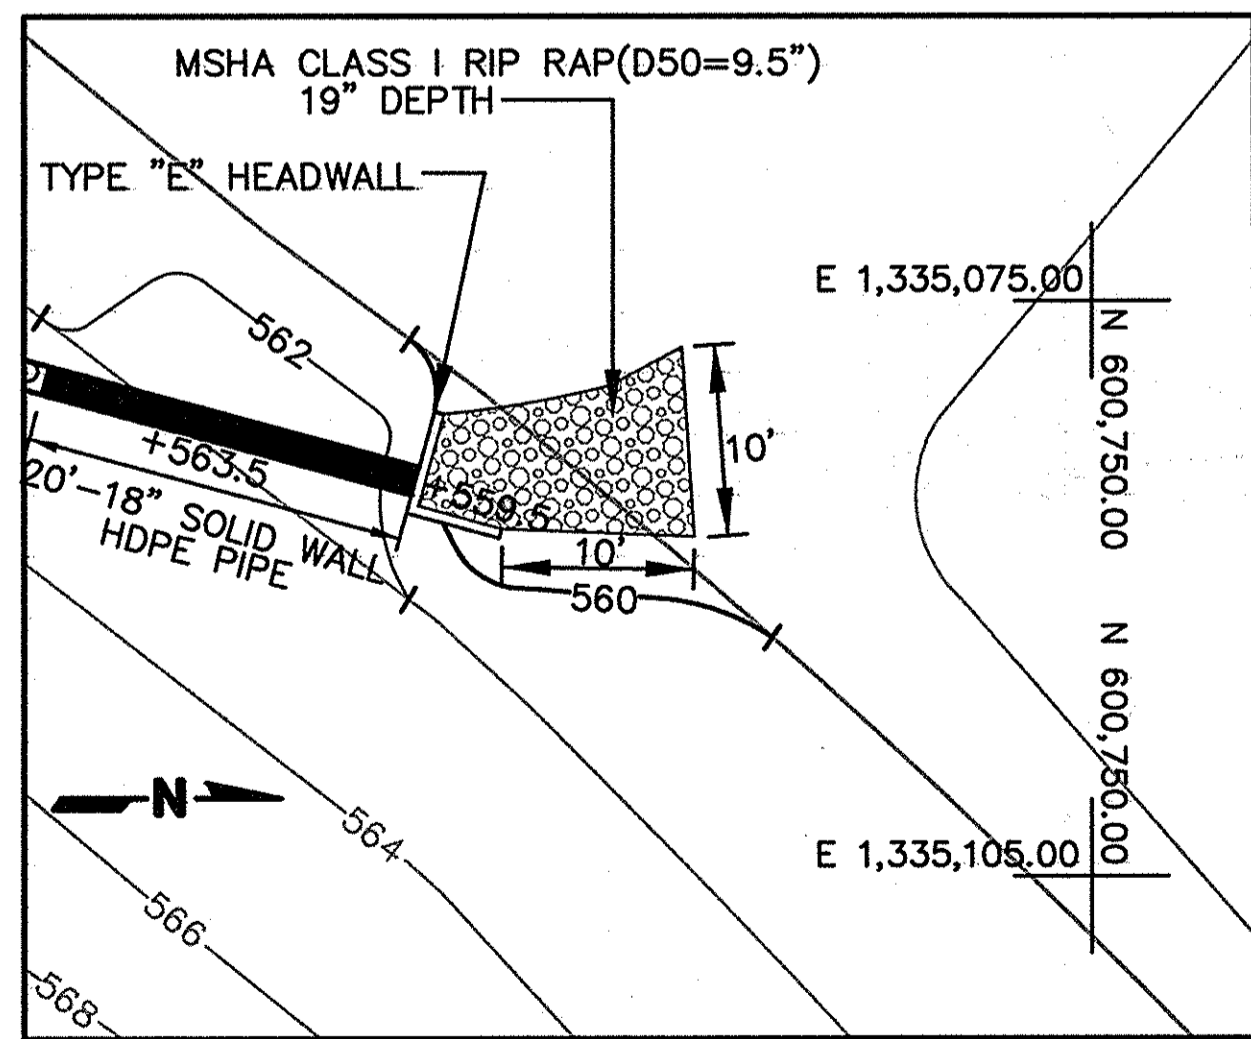 MSHA CLASS I RIP RAP(D50=9.5")
19" DEPTH
TYPE "E" HEADWALL
E 1,335,075.00
N 600,750.00
562
+563.5
20'-18" SOLID WALL
HDPE PIPE
+559.5
10'
10'
560
N 600,750.00
N
564
E 1,335,105.00
566
568